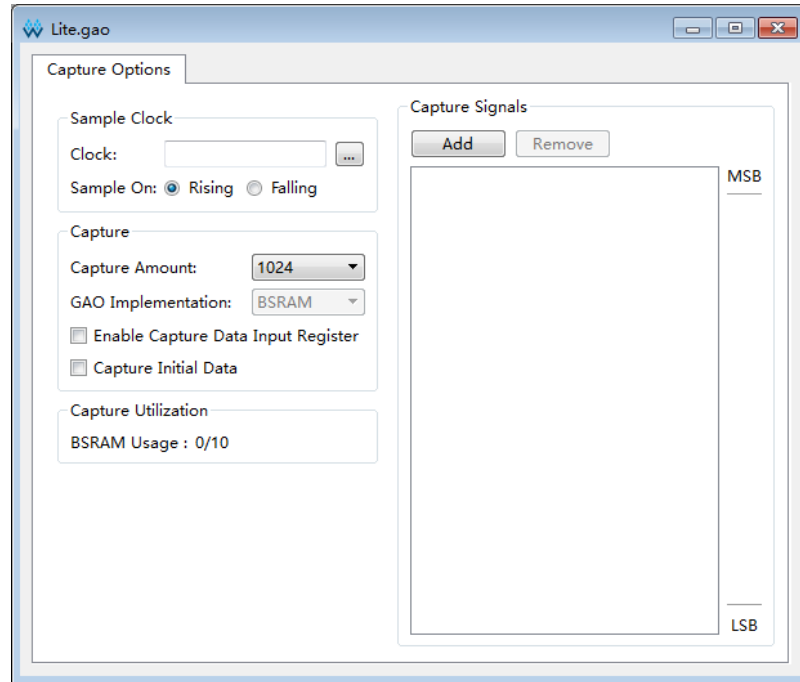 Lite.gao
Capture Options
Sample Clock
Clock:
...
Sample On: Rising Falling
Capture
Capture Amount: 1024
GAO Implementation: BSRAM
Enable Capture Data Input Register
Capture Initial Data
Capture Utilization
BSRAM Usage : 0/10
Capture Signals
Add Remove
MSB
LSB